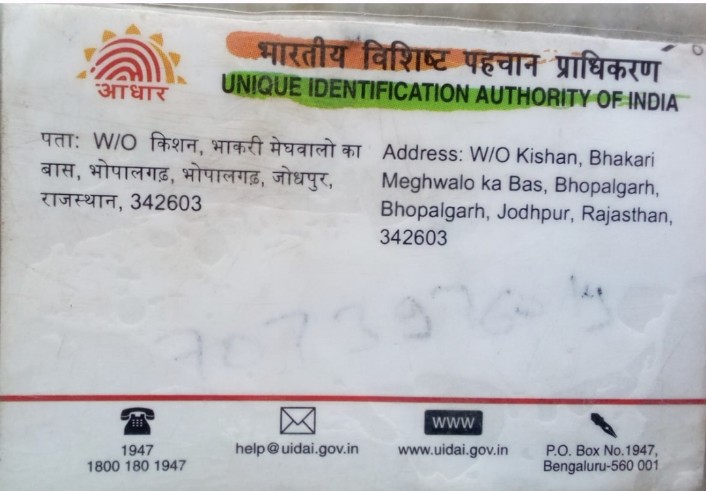 आधार
भारतीय विशिष्ट पहचान प्राधिकरण
UNIQUE IDENTIFICATION AUTHORITY OF INDIA
पता: W/O किशन, भाकरी मेघवालो का
बास, भोपालगढ़, भोपालगढ़, जोधपुर,
राजस्थान, 342603
Address: W/O Kishan, Bhakari
Meghwalo ka Bas, Bhopalgarh,
Bhopalgarh, Jodhpur, Rajasthan,
342603
1947
1800 180 1947
help@uidai.gov.in
WWW
www.uidai.gov.in
P.O. Box No.1947,
Bengaluru-560 001